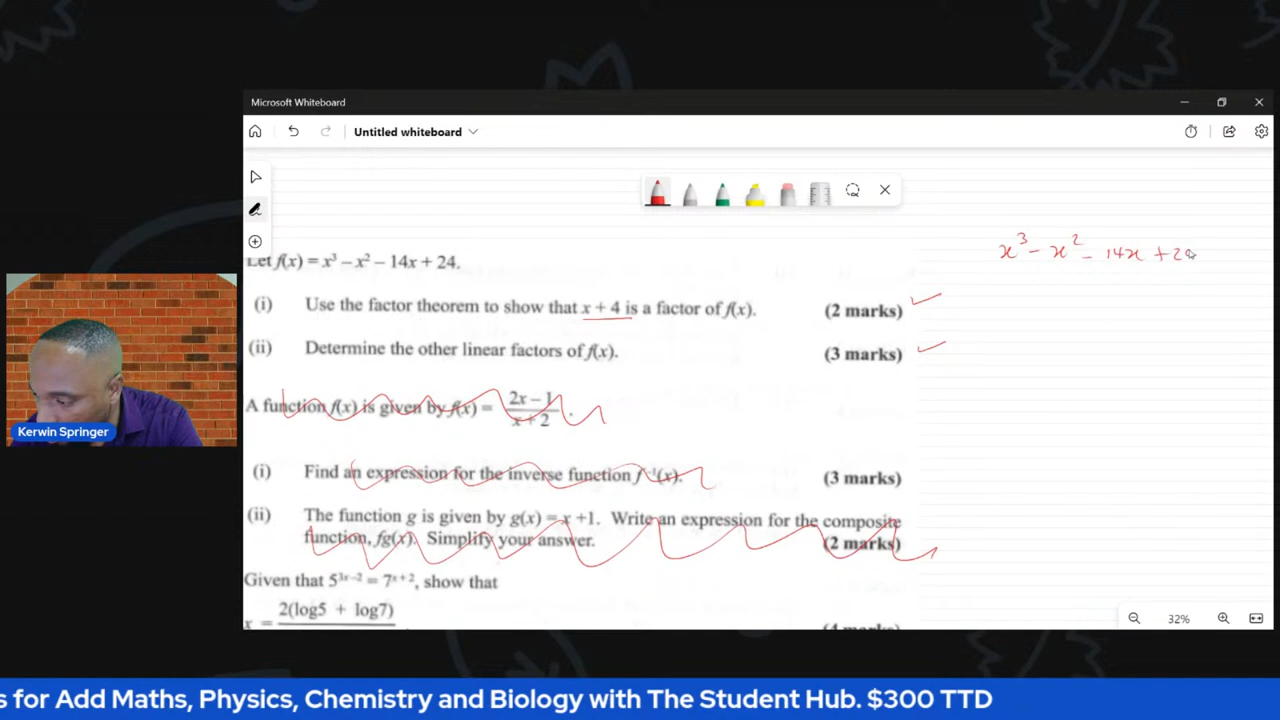 Microsoft Whiteboard
Untitled whiteboard
x³ – x² – 14x + 2
Let f(x) = x³ – x² – 14x + 24.
(i) Use the factor theorem to show that x + 4 is a factor of f(x). (2 marks)
(ii) Determine the other linear factors of f(x). (3 marks)
A function f(x) is given by f(x) = 2x – 1 / x + 2 .
(i) Find an expression for the inverse function f⁻¹(x). (3 marks)
(ii) The function g is given by g(x) = x +1. Write an expression for the composite
function, fg(x). Simplify your answer. (2 marks)
Given that 5³ˣ⁻² = 7ˣ⁺², show that
x = 2(log5 + log7)
Kerwin Springer
32%
s for Add Maths, Physics, Chemistry and Biology with The Student Hub. $300 TTD